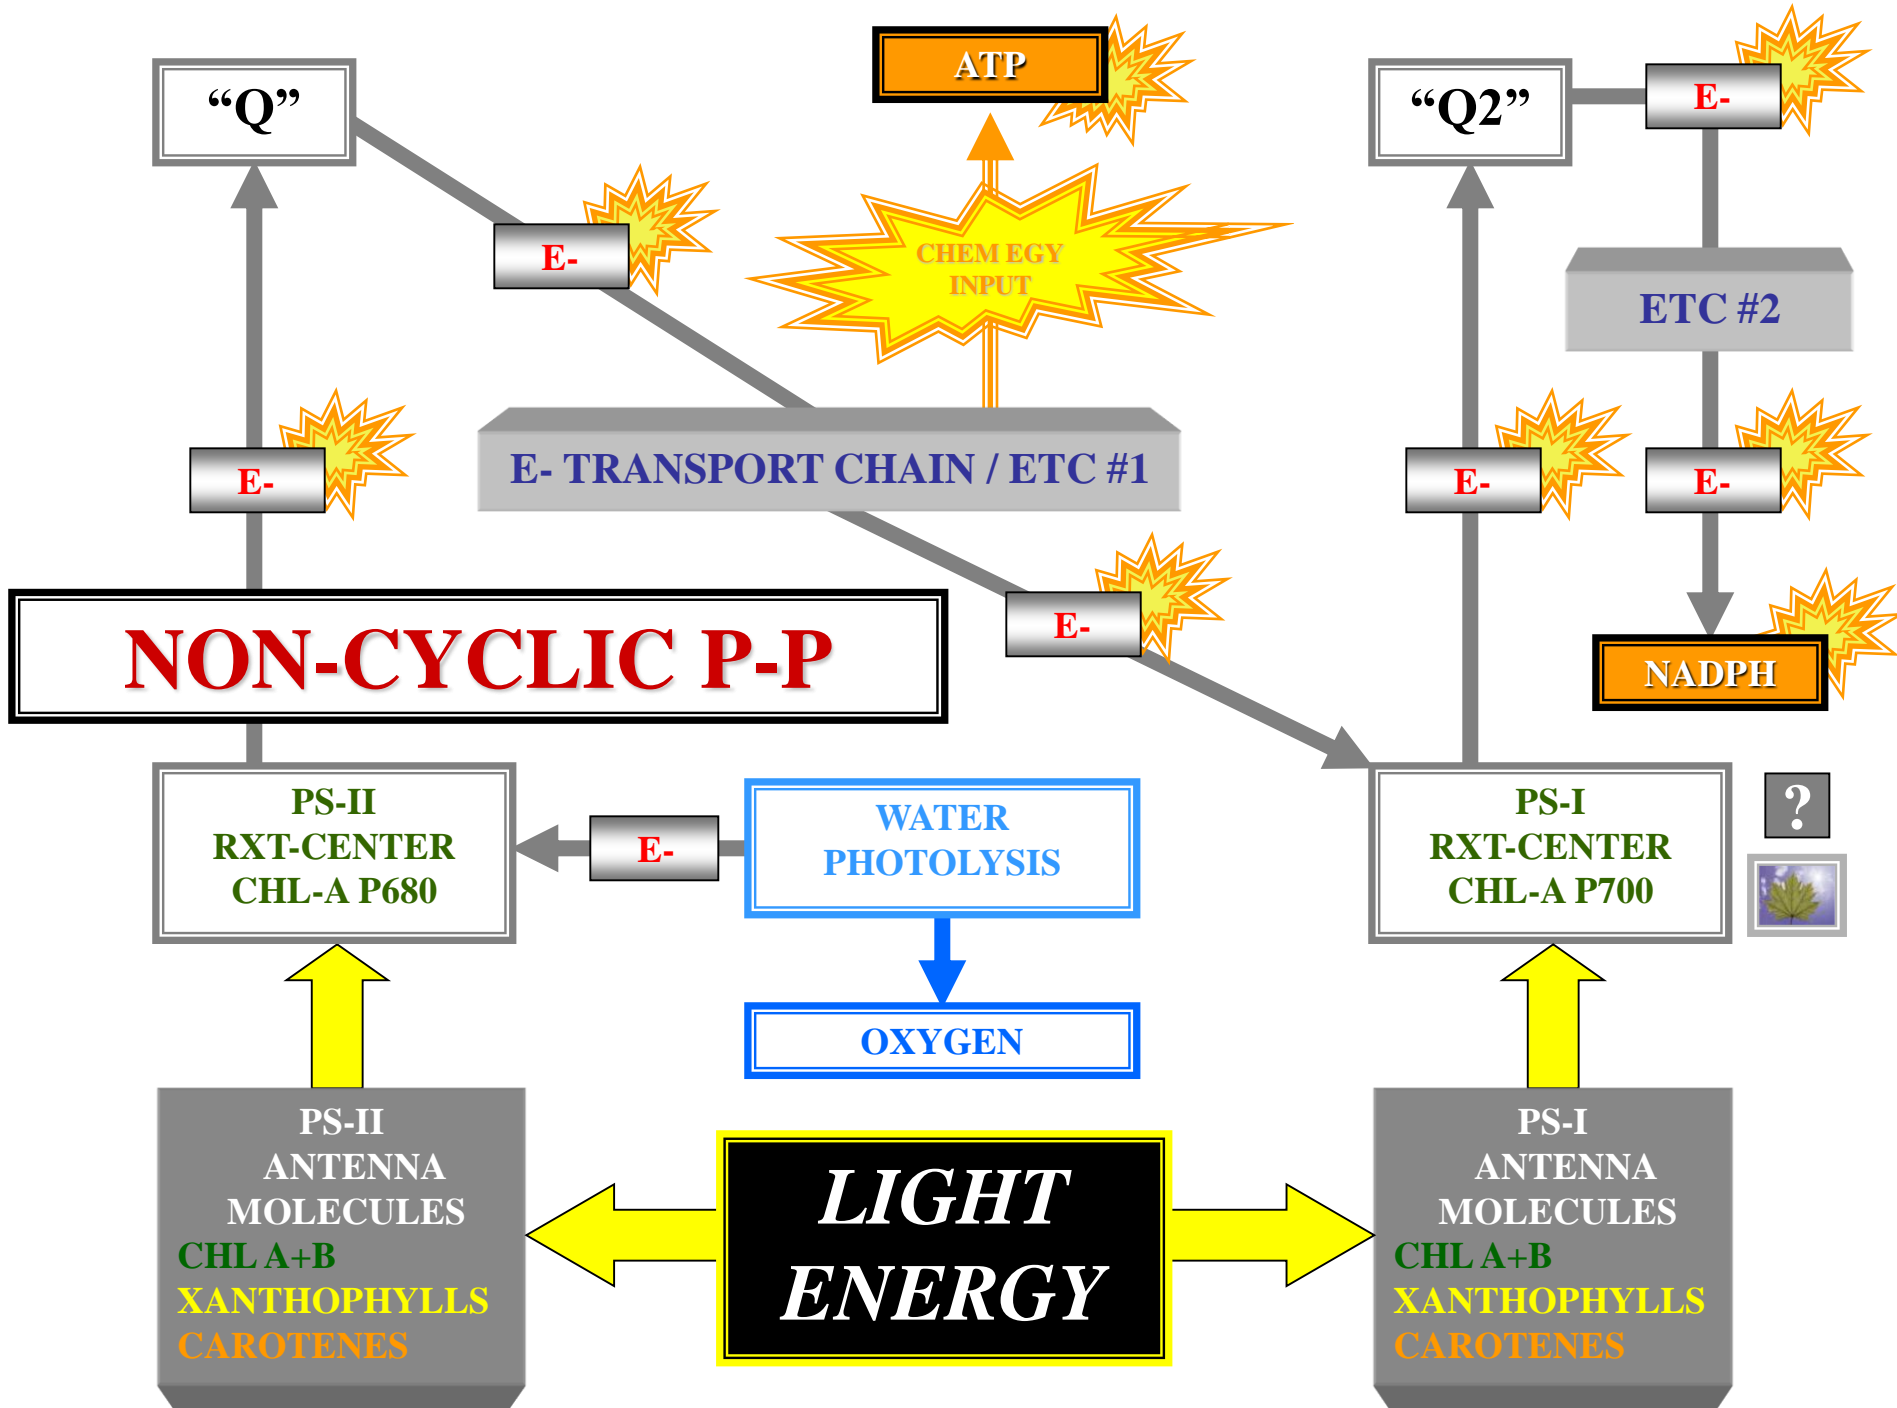 ATP
“Q”
“Q2”
E-
E-
CHEM EGY
INPUT
ETC #2
E-
E- TRANSPORT CHAIN / ETC #1
E-
E-
E-
NON-CYCLIC P-P
NADPH
PS-II
RXT-CENTER
CHL-A P680
E-
WATER
PHOTOLYSIS
PS-I
RXT-CENTER
CHL-A P700
?
OXYGEN
PS-II
ANTENNA
MOLECULES
CHL A+B
XANTHOPHYLLS
CAROTENES
LIGHT
ENERGY
PS-I
ANTENNA
MOLECULES
CHL A+B
XANTHOPHYLLS
CAROTENES